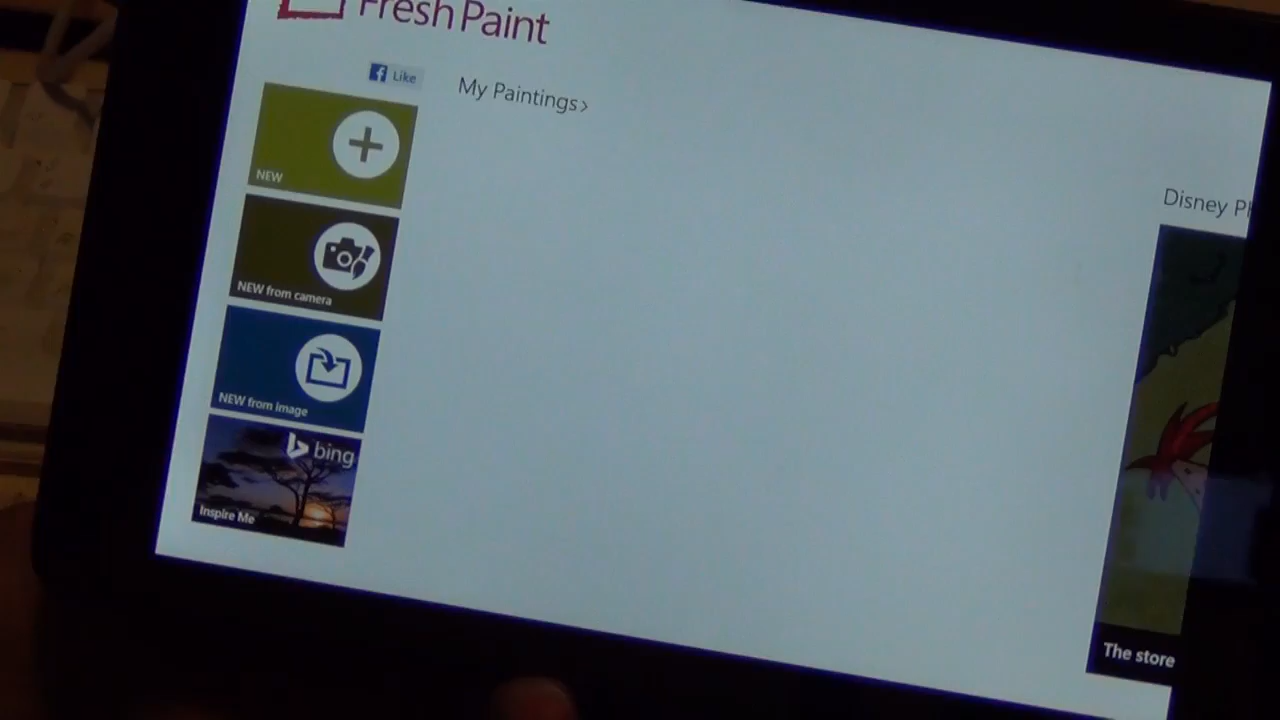 Fresh Paint
Like
My Paintings>
NEW
NEW from camera
NEW from image
bing
Inspire Me
Disney
The store